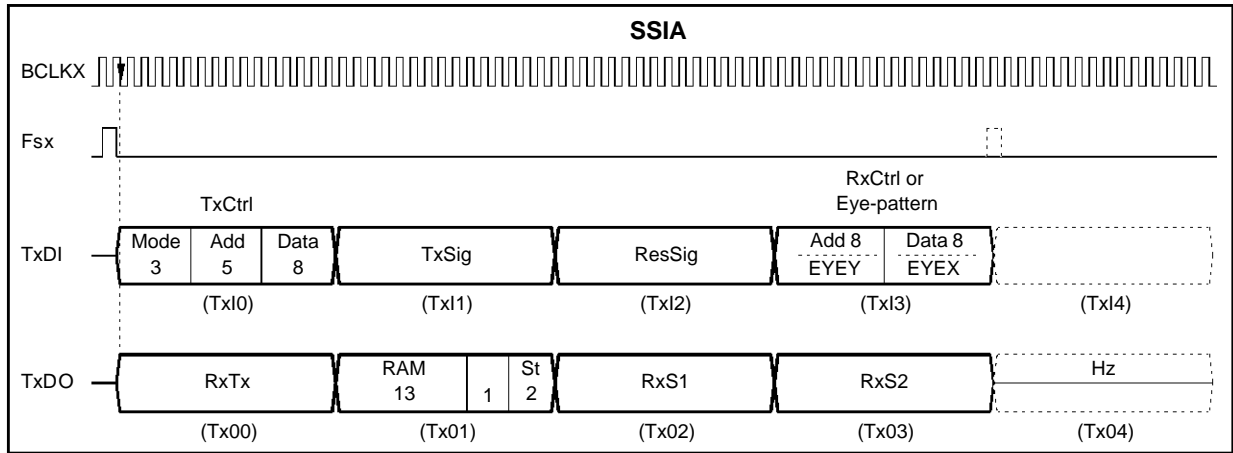 SSIA
BCLKX
Fsx
TxCtrl
RxCtrl or
Eye-pattern
TxDI
Mode
3
Add
5
Data
8
TxSig
ResSig
Add 8
EYEY
Data 8
EYEX
(TxI0)
(TxI1)
(TxI2)
(TxI3)
(TxI4)
TxDO
RxTx
RAM
13
1
St
2
RxS1
RxS2
Hz
(Tx00)
(Tx01)
(Tx02)
(Tx03)
(Tx04)